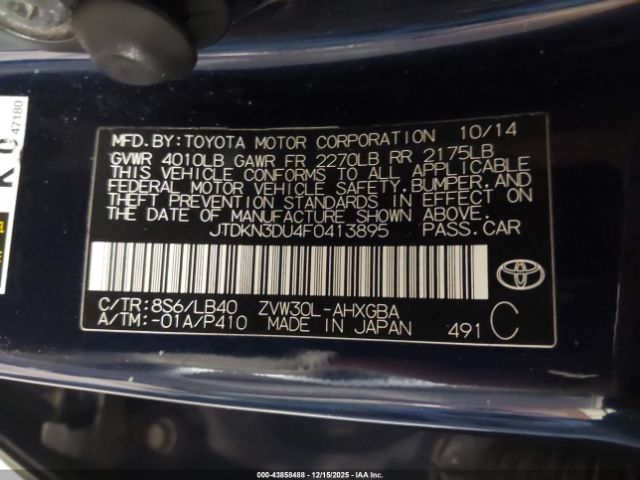 47180
MFD.BY:TOYOTA MOTOR CORPORATION 10/14
GVWR 4010LB GAWR FR 2270LB RR 2175LB
THIS VEHICLE CONFORMS TO ALL APPLICABLE
FEDERAL MOTOR VEHICLE SAFETY, BUMPER, AND
THEFT PREVENTION STANDARDS IN EFFECT ON
THE DATE OF MANUFACTURE SHOWN ABOVE.
JTDKN3DU4F0413895 PASS.CAR
C/TR:8S6/LB40 ZVW30L-AHXGBA
A/TM:-01A/P410 MADE IN JAPAN 491 C
000-43858488 - 12/15/2025 - IAA Inc.